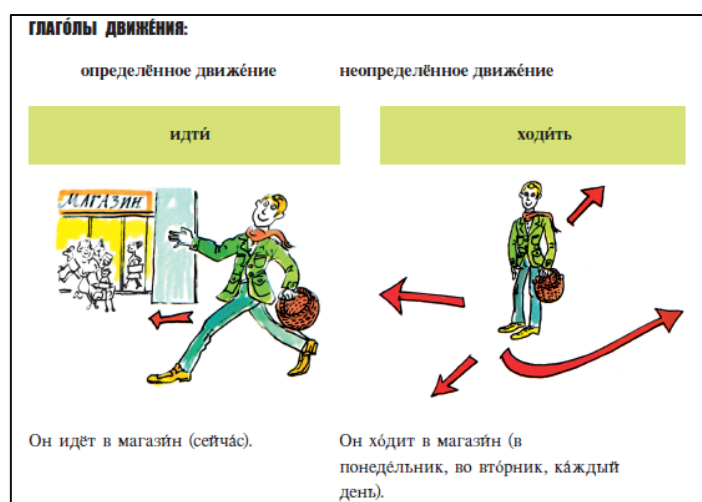 ГЛАГО́ЛЫ ДВИЖЕ́НИЯ:
определённое движе́ние
неопределённое движе́ние
идти́
ходи́ть
МАГАЗИН
Он идёт в магази́н (сейча́с).
Он хо́дит в магази́н (в
понеде́льник, во вто́рник, ка́ждый
день).